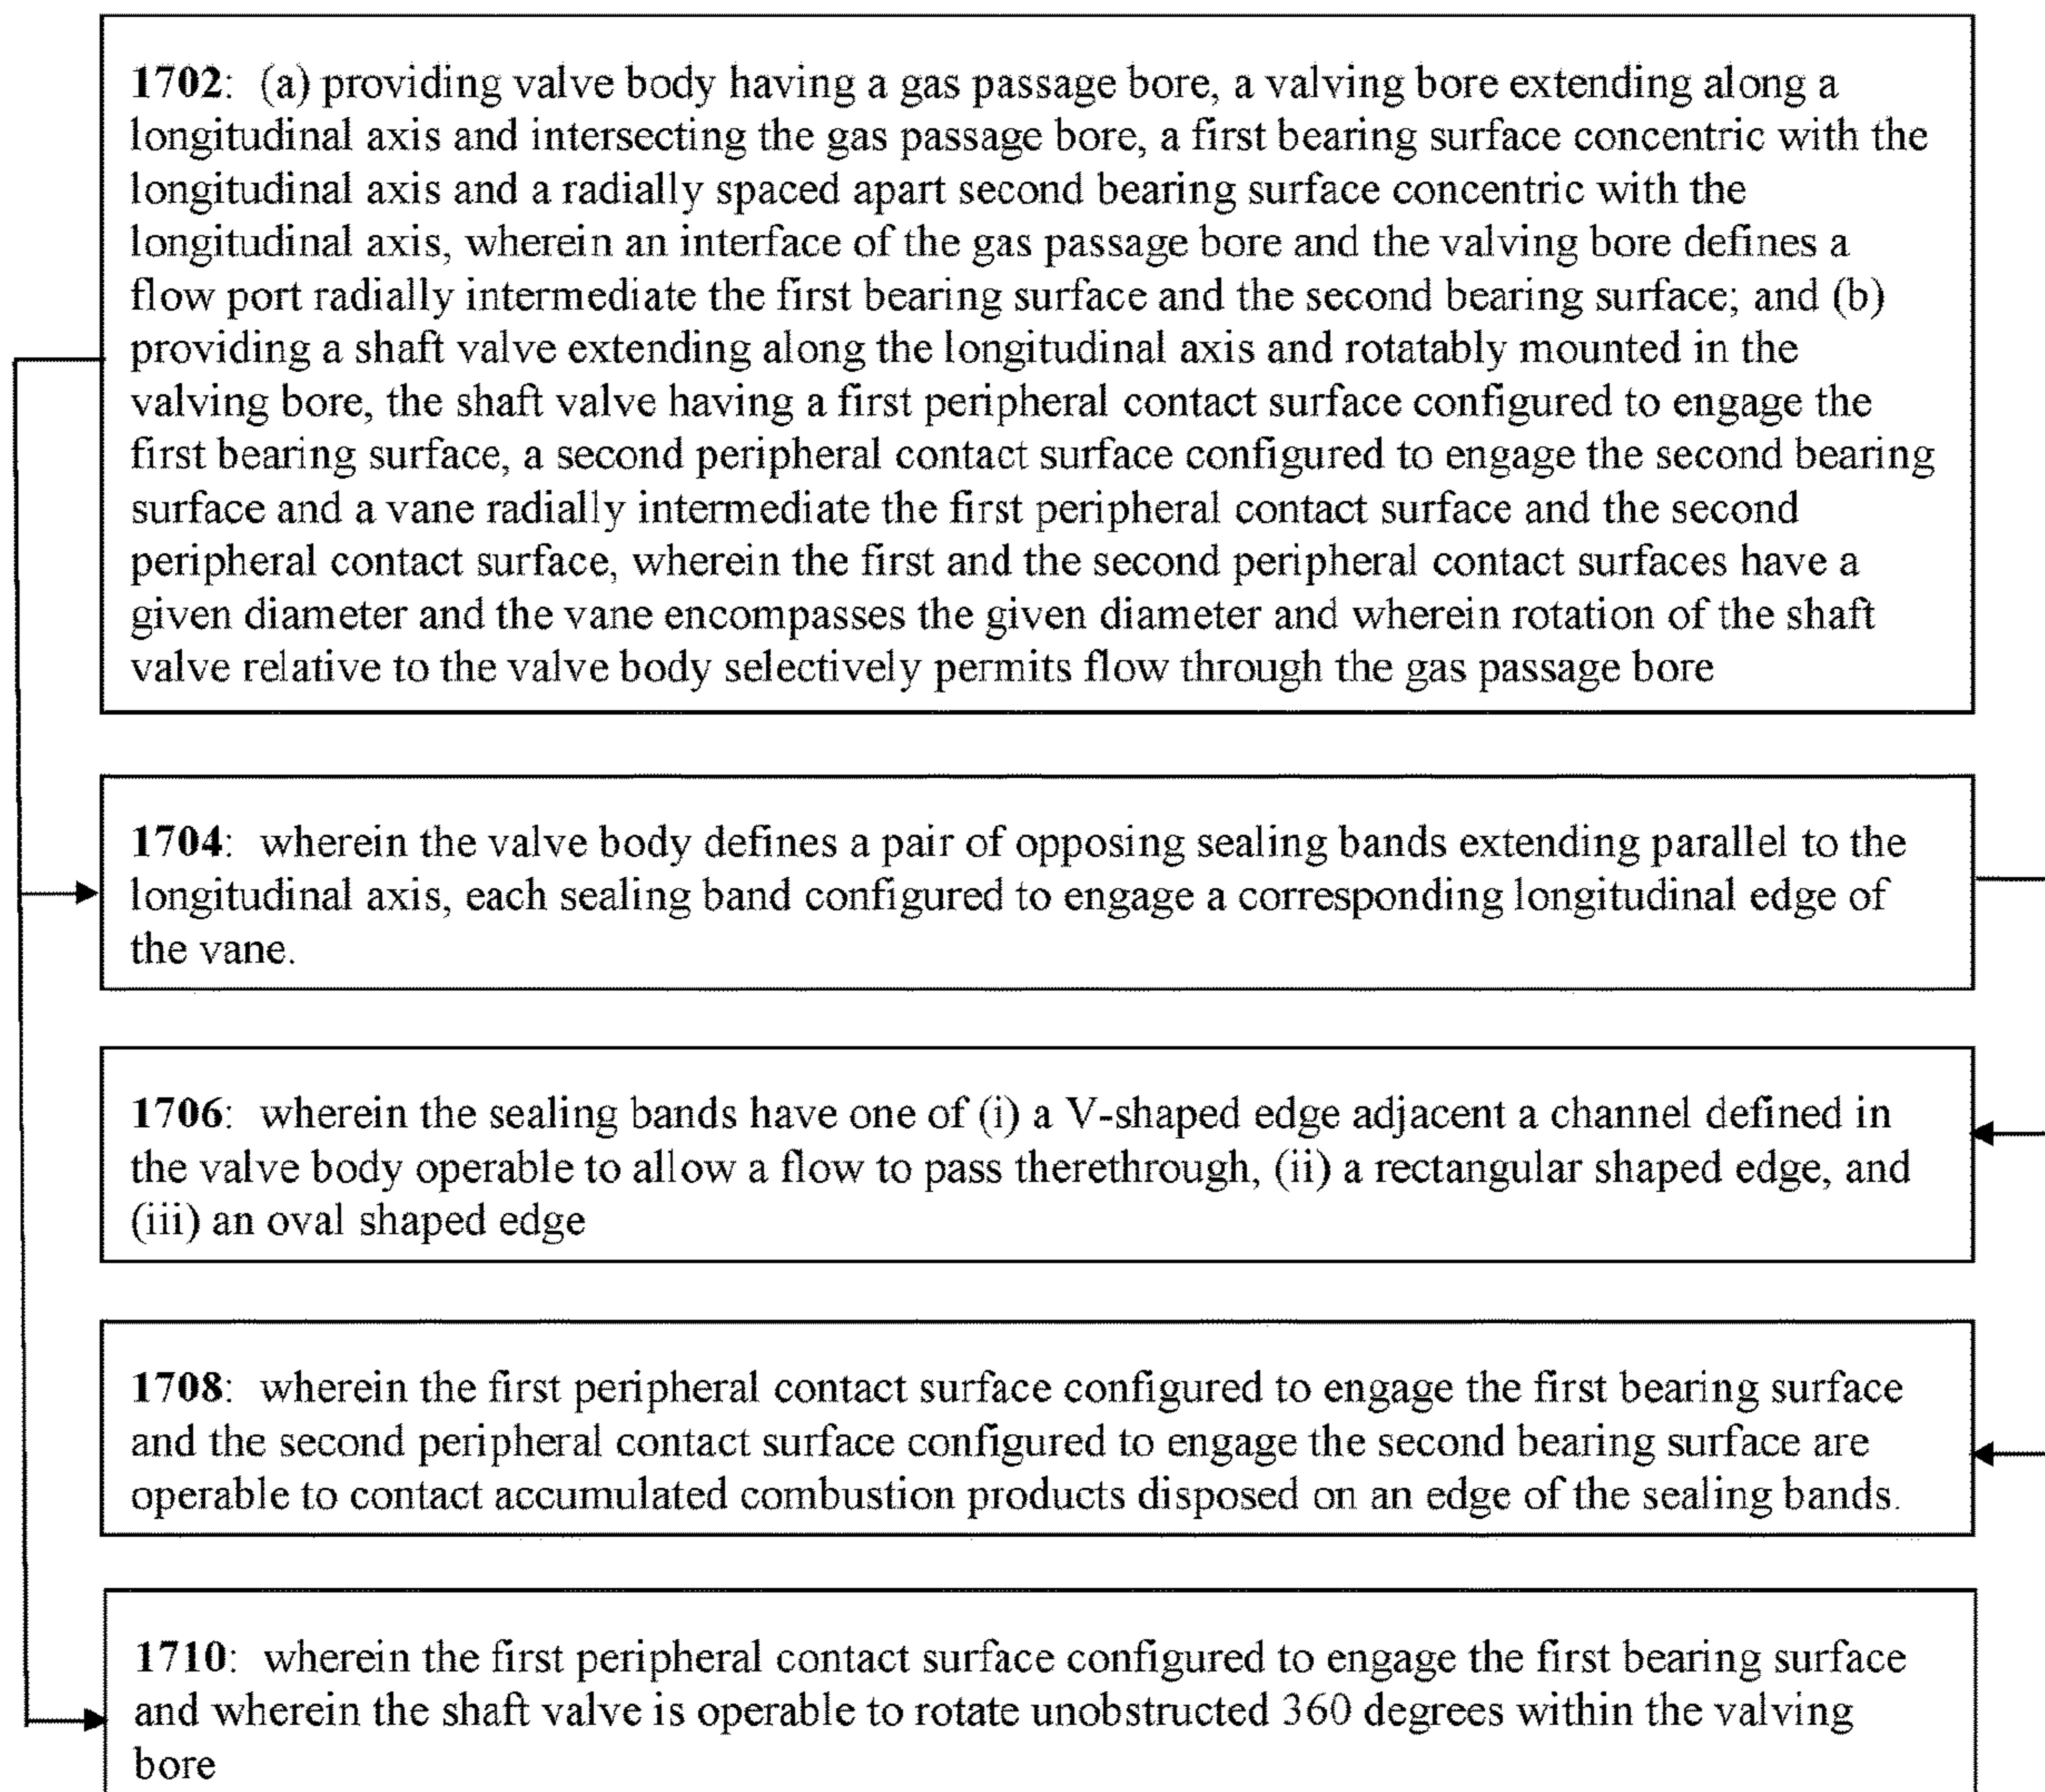 1702: (a) providing valve body having a gas passage bore, a valving bore extending along a
longitudinal axis and intersecting the gas passage bore, a first bearing surface concentric with the
longitudinal axis and a radially spaced apart second bearing surface concentric with the
longitudinal axis, wherein an interface of the gas passage bore and the valving bore defines a
flow port radially intermediate the first bearing surface and the second bearing surface; and (b)
providing a shaft valve extending along the longitudinal axis and rotatably mounted in the
valving bore, the shaft valve having a first peripheral contact surface configured to engage the
first bearing surface, a second peripheral contact surface configured to engage the second bearing
surface and a vane radially intermediate the first peripheral contact surface and the second
peripheral contact surface, wherein the first and the second peripheral contact surfaces have a
given diameter and the vane encompasses the given diameter and wherein rotation of the shaft
valve relative to the valve body selectively permits flow through the gas passage bore
1704: wherein the valve body defines a pair of opposing sealing bands extending parallel to the
longitudinal axis, each sealing band configured to engage a corresponding longitudinal edge of
the vane.
1706: wherein the sealing bands have one of (i) a V-shaped edge adjacent a channel defined in
the valve body operable to allow a flow to pass therethrough, (ii) a rectangular shaped edge, and
(iii) an oval shaped edge
1708: wherein the first peripheral contact surface configured to engage the first bearing surface
and the second peripheral contact surface configured to engage the second bearing surface are
operable to contact accumulated combustion products disposed on an edge of the sealing bands.
1710: wherein the first peripheral contact surface configured to engage the first bearing surface
and wherein the shaft valve is operable to rotate unobstructed 360 degrees within the valving
bore